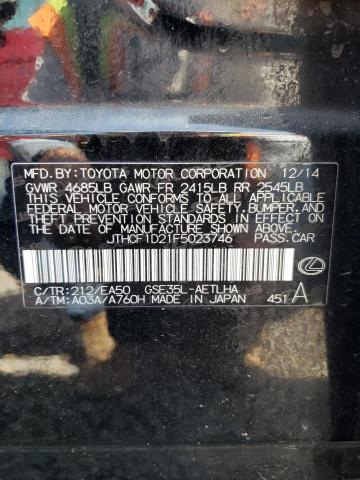 MFD.BY:TOYOTA MOTOR CORPORATION 12/14
GVWR 4685LB GAWR FR 2415LB RR 2545LB
THIS VEHICLE CONFORMS TO ALL APPLICABLE
FEDERAL MOTOR VEHICLE SAFETY,BUMPER,AND
THEFT PREVENTION STANDARDS IN EFFECT ON
THE DATE OF MANUFACTURE SHOWN ABOVE.
JTHCF1D21F5023746 PASS.CAR
C/TR:212/EA50 GSE35L-AETLHA
A/TM:A03A/A760H MADE IN JAPAN 451 A